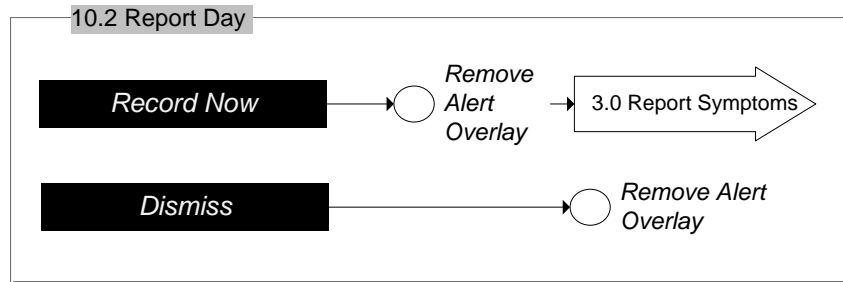 10.2 Report Day
Record Now
Remove
Alert
Overlay
3.0 Report Symptoms
Dismiss
Remove Alert
Overlay